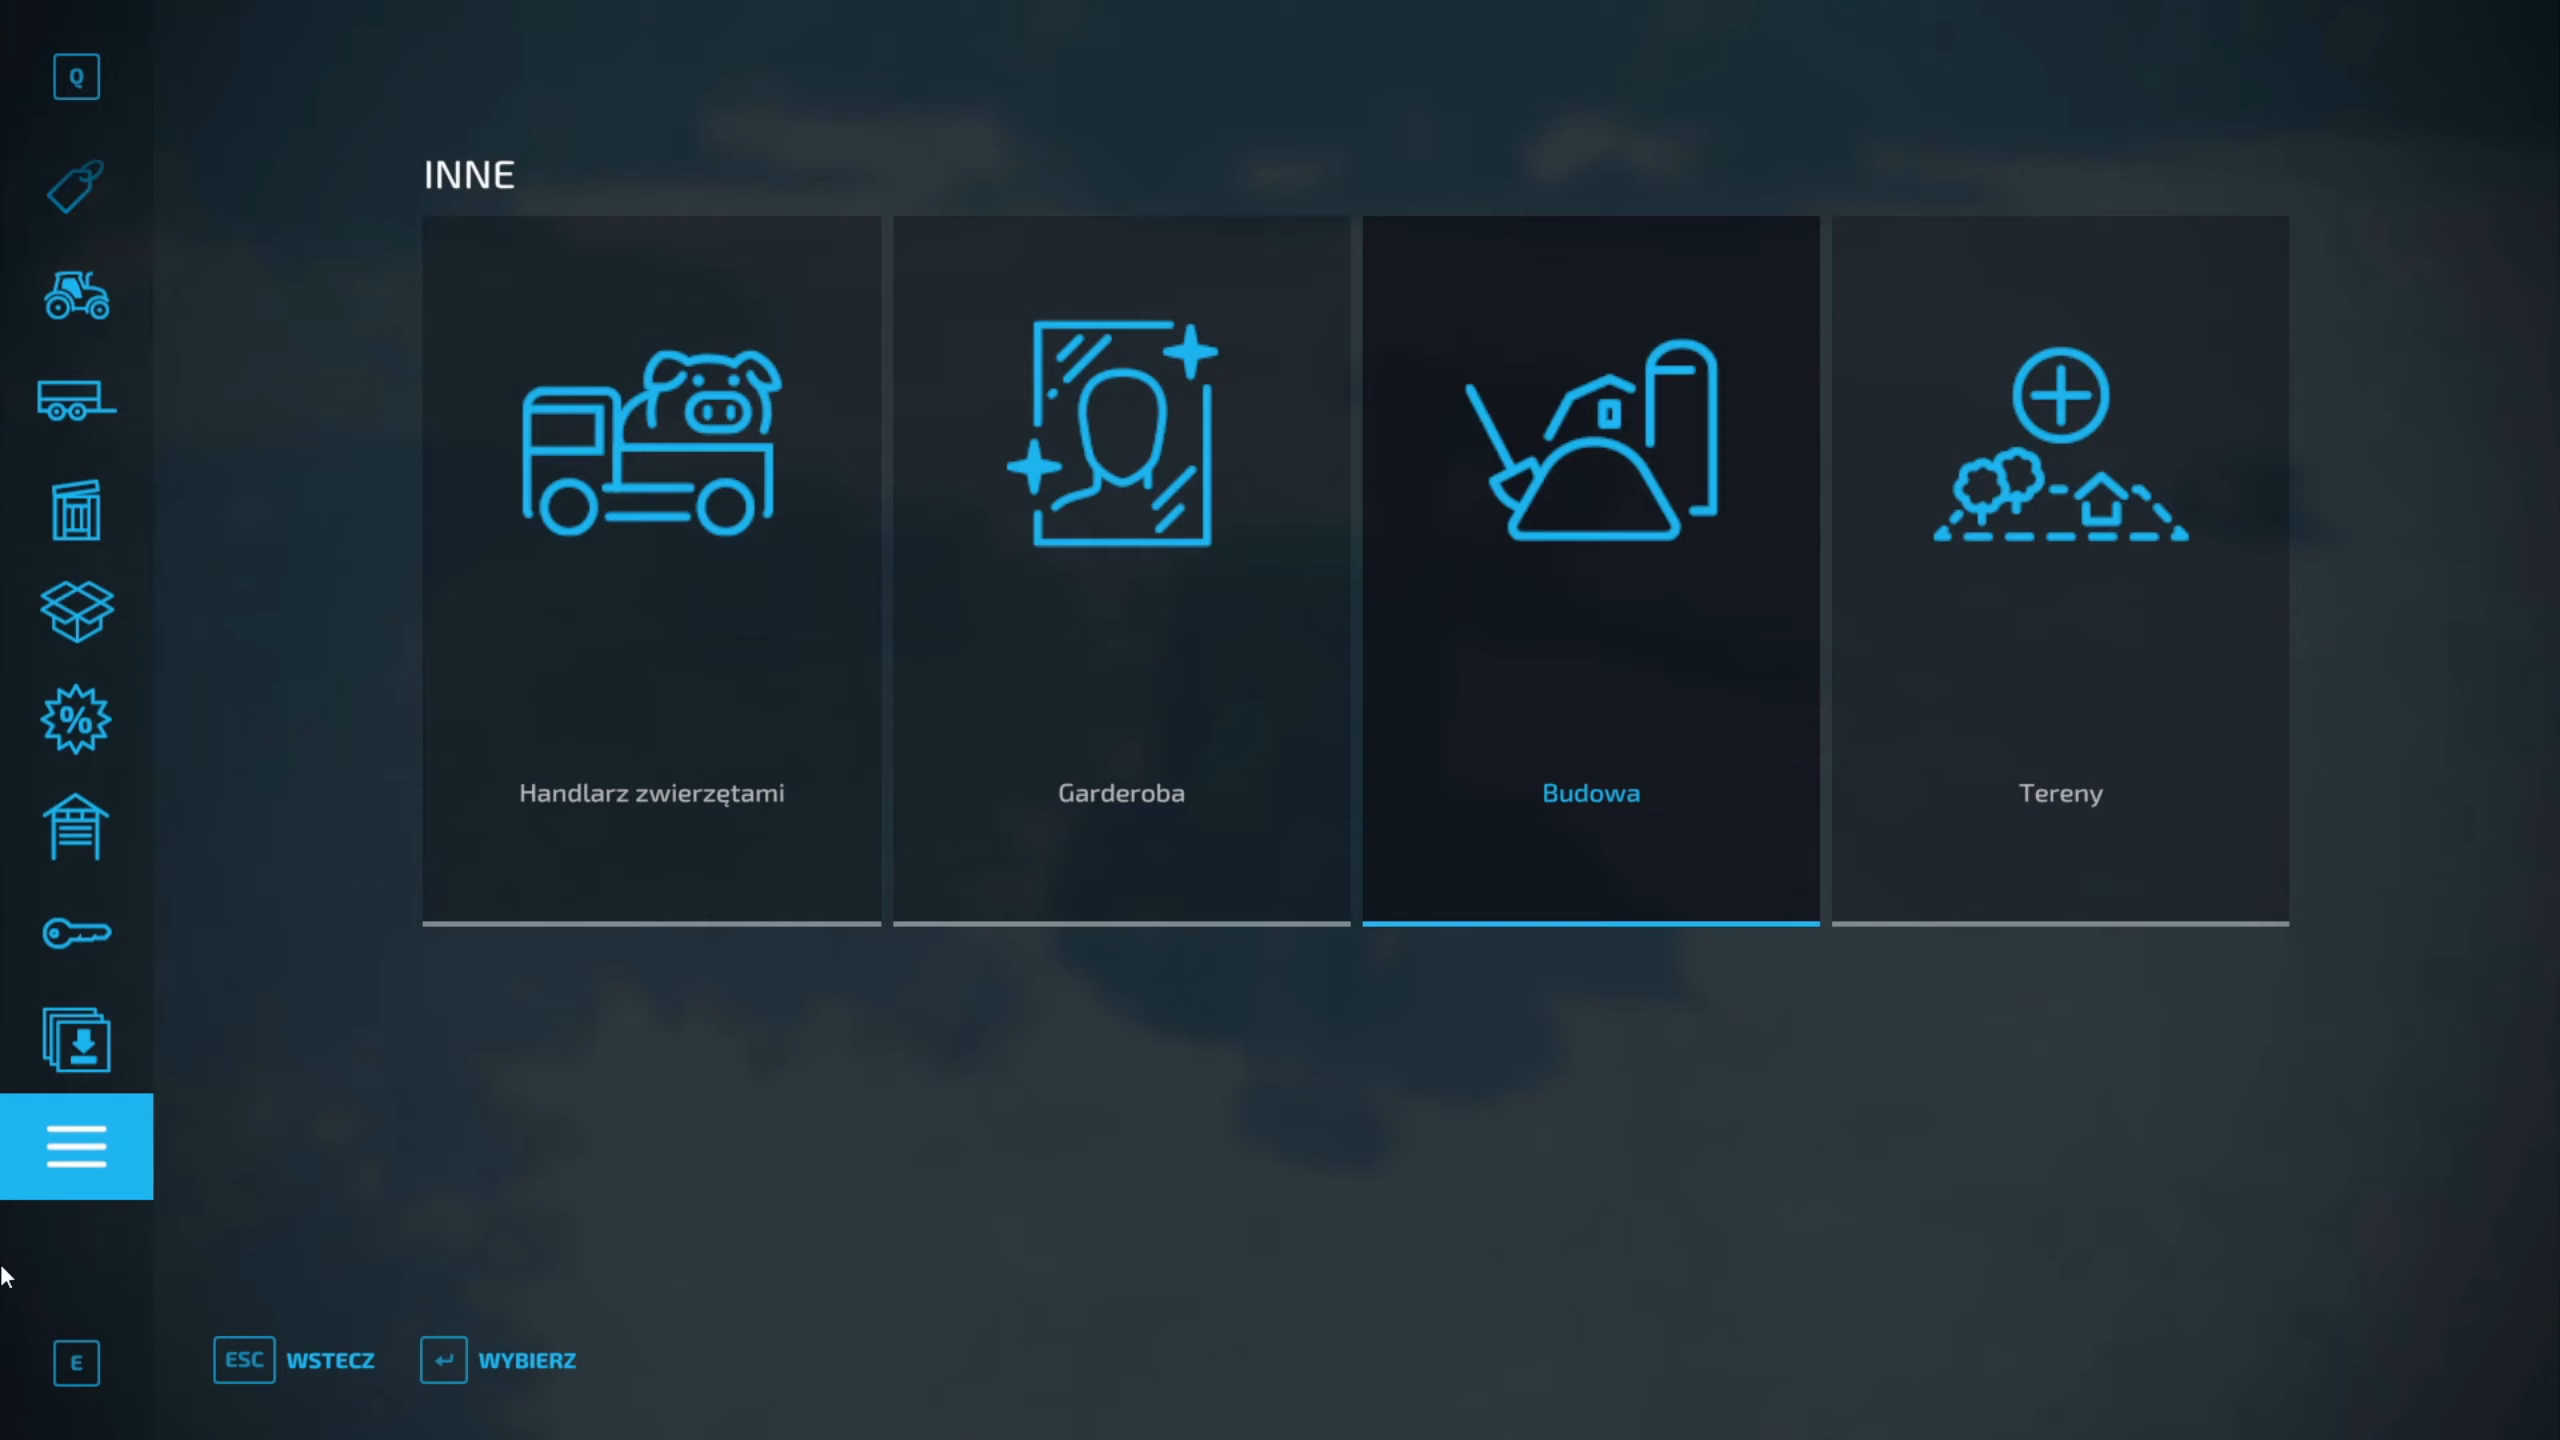 Q
INNE
%
Handlarz zwierzętami
Garderoba
Budowa
Tereny
E
ESC WSTECZ
WYBIERZ